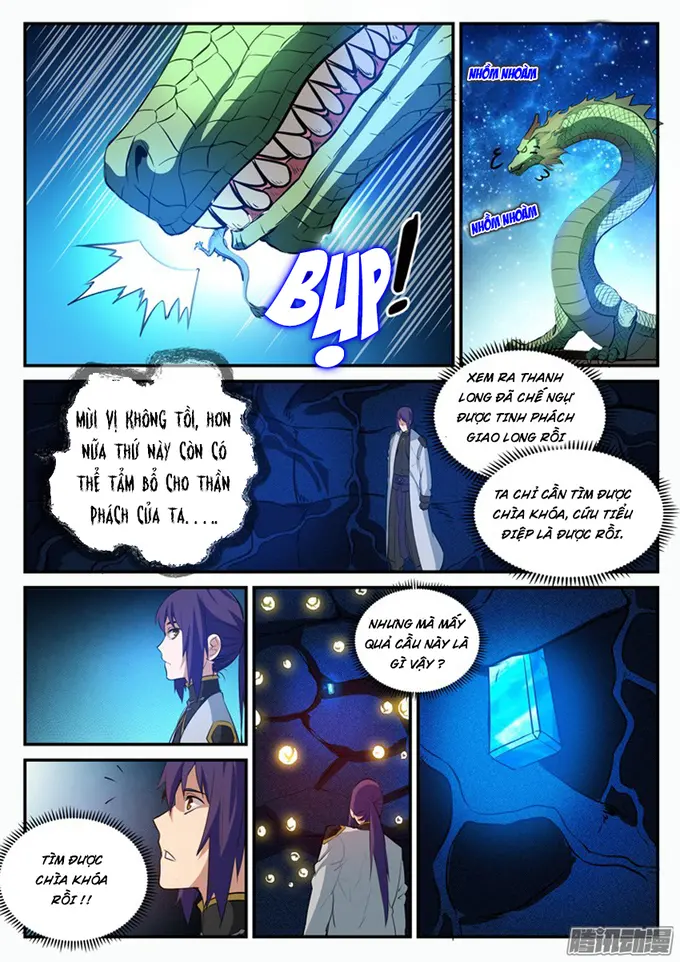 BỤP!
NHỒM NHOÀM
NHỒM NHOÀM
MÙI VỊ KHÔNG TỒI, HƠN
NỮA THỨ NÀY CÒN CÓ
THỂ TẨM BỔ CHO THẦN
PHÁCH CỦA TA.....
XEM RA THANH
LONG ĐÃ CHẾ NGỰ
ĐƯỢC TINH PHÁCH
GIAO LONG RỒI
TA CHỈ CẦN TÌM ĐƯỢC
CHÌA KHÓA, CỨU TIỂU
ĐIỆP LÀ ĐƯỢC RỒI.
NHƯNG MÀ MẤY
QUẢ CẦU NÀY LÀ
GÌ VẬY ?
TÌM ĐƯỢC
CHÌA KHÓA
RỒI !!
腾讯动漫